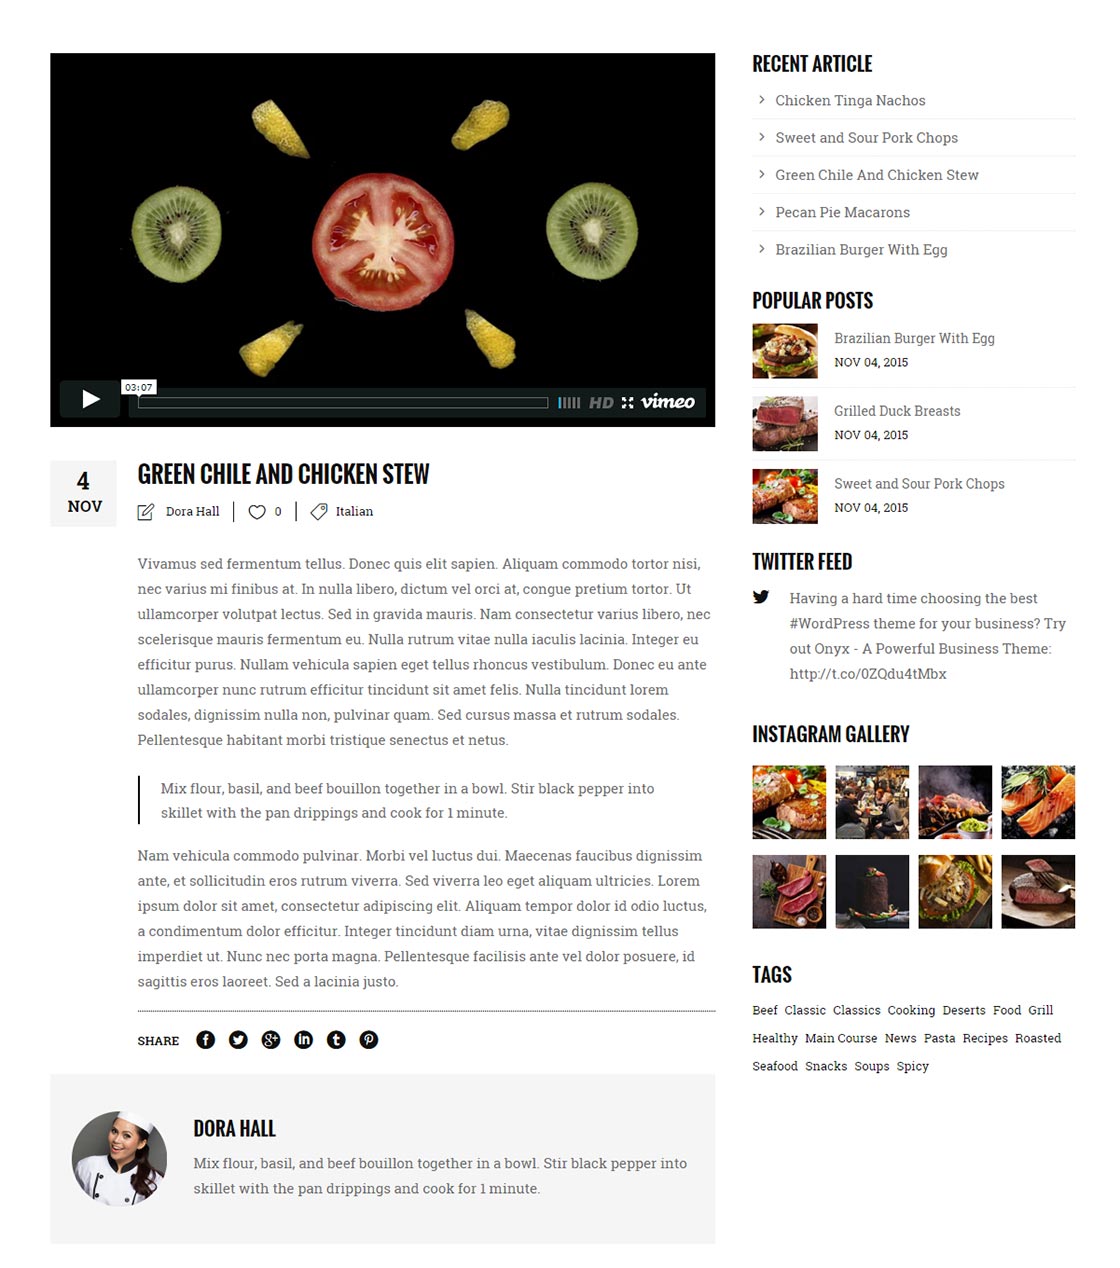 03:07
HD
vimeo
4
NOV
GREEN CHILE AND CHICKEN STEW
Dora Hall
0
Italian
Vivamus sed fermentum tellus. Donec quis elit sapien. Aliquam commodo tortor nisi,
nec varius mi finibus at. In nulla libero, dictum vel orci at, congue pretium tortor. Ut
ullamcorper volutpat lectus. Sed in gravida mauris. Nam consectetur varius libero, nec
scelerisque mauris fermentum eu. Nulla rutrum vitae nulla iaculis lacinia. Integer eu
efficitur purus. Nullam vehicula sapien eget tellus rhoncus vestibulum. Donec eu ante
ullamcorper nunc rutrum efficitur tincidunt sit amet felis. Nulla tincidunt lorem
sodales, dignissim nulla non, pulvinar quam. Sed cursus massa et rutrum sodales.
Pellentesque habitant morbi tristique senectus et netus.
Mix flour, basil, and beef bouillon together in a bowl. Stir black pepper into
skillet with the pan drippings and cook for 1 minute.
Nam vehicula commodo pulvinar. Morbi vel luctus dui. Maecenas faucibus dignissim
ante, et sollicitudin eros rutrum viverra. Sed viverra leo eget aliquam ultricies. Lorem
ipsum dolor sit amet, consectetur adipiscing elit. Aliquam tempor dolor id odio luctus,
a condimentum dolor efficitur. Integer tincidunt diam urna, vitae dignissim tellus
imperdiet ut. Nunc nec porta magna. Pellentesque facilisis ante vel dolor posuere, id
sagittis eros laoreet. Sed a lacinia justo.
SHARE
DORA HALL
Mix flour, basil, and beef bouillon together in a bowl. Stir black pepper into
skillet with the pan drippings and cook for 1 minute.
RECENT ARTICLE
Chicken Tinga Nachos
Sweet and Sour Pork Chops
Green Chile And Chicken Stew
Pecan Pie Macarons
Brazilian Burger With Egg
POPULAR POSTS
Brazilian Burger With Egg
NOV 04, 2015
Grilled Duck Breasts
NOV 04, 2015
Sweet and Sour Pork Chops
NOV 04, 2015
TWITTER FEED
Having a hard time choosing the best
#WordPress theme for your business? Try
out Onyx - A Powerful Business Theme:
http://t.co/0ZQdu4tMbx
INSTAGRAM GALLERY
TAGS
Beef Classic Classics Cooking Deserts Food Grill
Healthy Main Course News Pasta Recipes Roasted
Seafood Snacks Soups Spicy